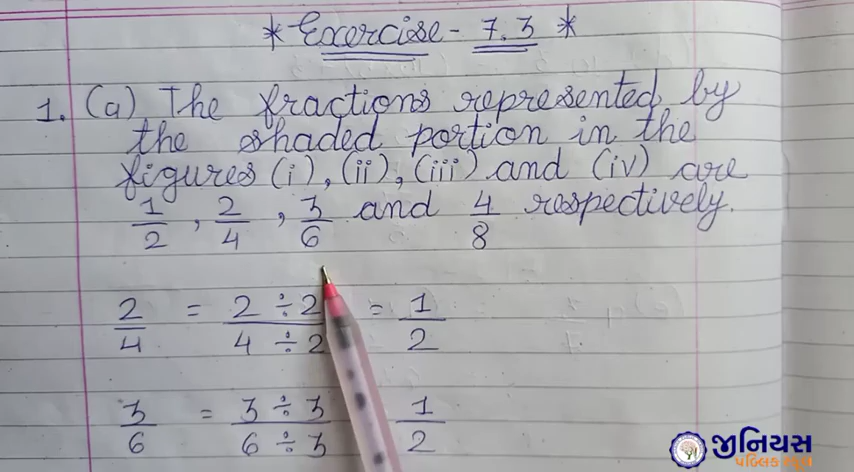 * Exercise - 7.3 *
1. (a) The fractions represented by
the shaded portion in the
figures (i), (ii), (iii) and (iv) are
1/2, 2/4, 3/6 and 4/8 respectively.
2/4 = 2 ÷ 2 / 4 ÷ 2 = 1/2
3/6 = 3 ÷ 3 / 6 ÷ 3 1/2
જીનિયસ
પબ્લિક સ્કૂલ